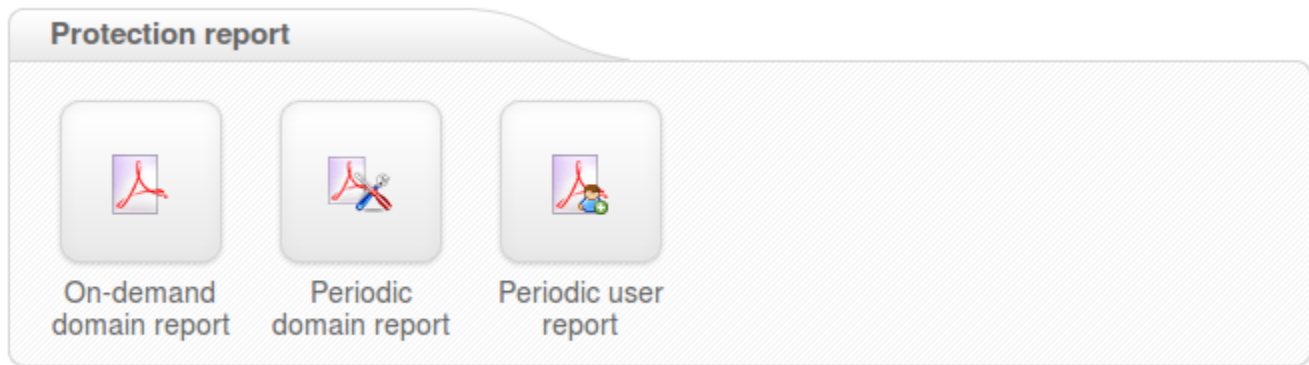 Protection report
On-demand
domain report
Periodic
domain report
Periodic user
report